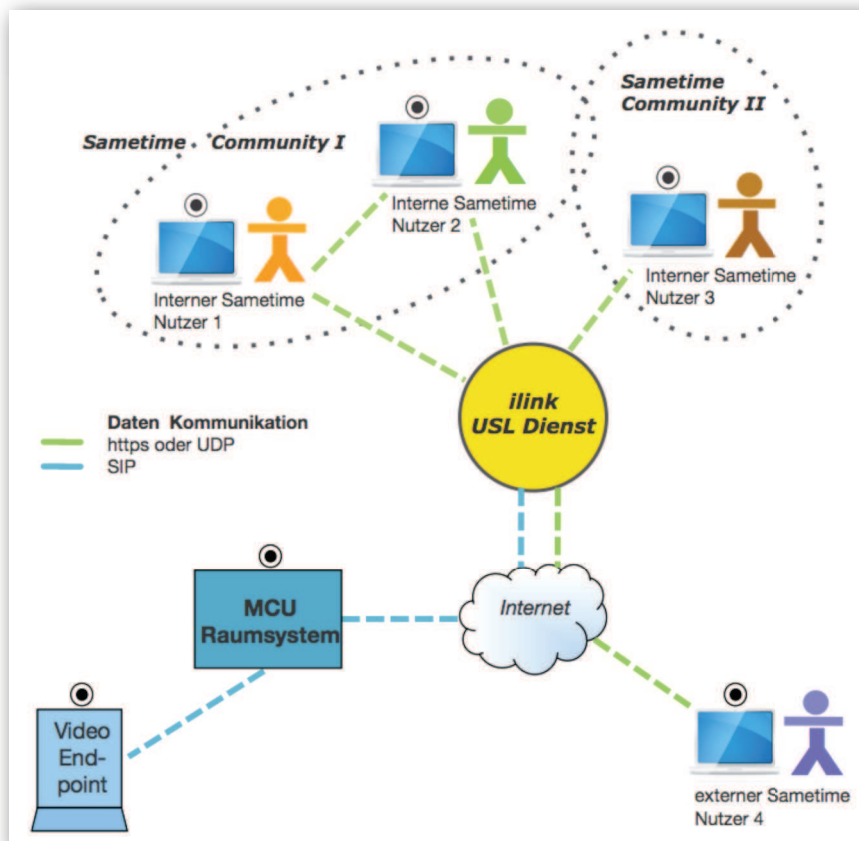 Sametime Community I
Sametime
Community II
Interne Sametime
Nutzer 2
Interner Sametime
Nutzer 1
Interner Sametime
Nutzer 3
ilink
USL Dienst
Daten Kommunikation
https oder UDP
SIP
MCU
Raumsystem
Internet
Video
End-
point
externer Sametime
Nutzer 4